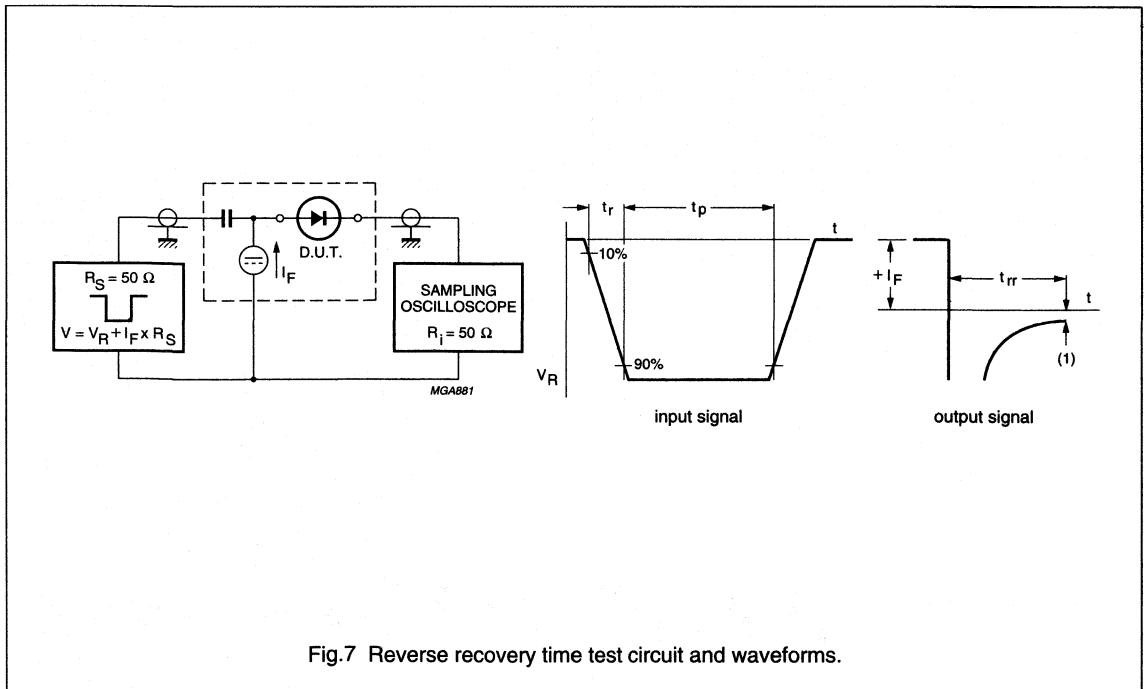 R_S = 50 Ω
V = V_R + I_F x R_S
I_F
D.U.T.
SAMPLING
OSCILLOSCOPE
R_i = 50 Ω
MGA881
t_r
t_p
t
10%
90%
V_R
input signal
+ I_F
t_rr
t
(1)
output signal
Fig.7 Reverse recovery time test circuit and waveforms.